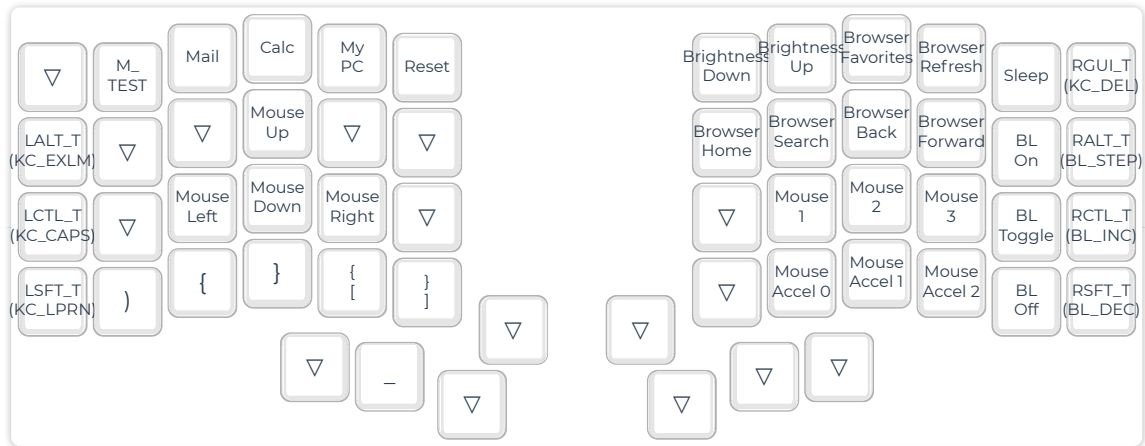 ▽
M_
TEST
Mail
Calc
My
PC
Reset
Brightness
Down
Brightness
Up
Browser
Favorites
Browser
Refresh
Sleep
RGUI_T
(KC_DEL)
LALT_T
(KC_EXLM)
▽
▽
Mouse
Up
▽
▽
Browser
Home
Browser
Search
Browser
Back
Browser
Forward
BL
On
RALT_T
(BL_STEP)
LCTL_T
(KC_CAPS)
▽
Mouse
Left
Mouse
Down
Mouse
Right
▽
▽
Mouse
1
Mouse
2
Mouse
3
BL
Toggle
RCTL_T
(BL_INC)
LSFT_T
(KC_LPRN)
)
{
}
{
[
}
]
▽
Mouse
Accel 0
Mouse
Accel 1
Mouse
Accel 2
BL
Off
RSFT_T
(BL_DEC)
▽
▽
▽
_
▽
▽
▽
▽